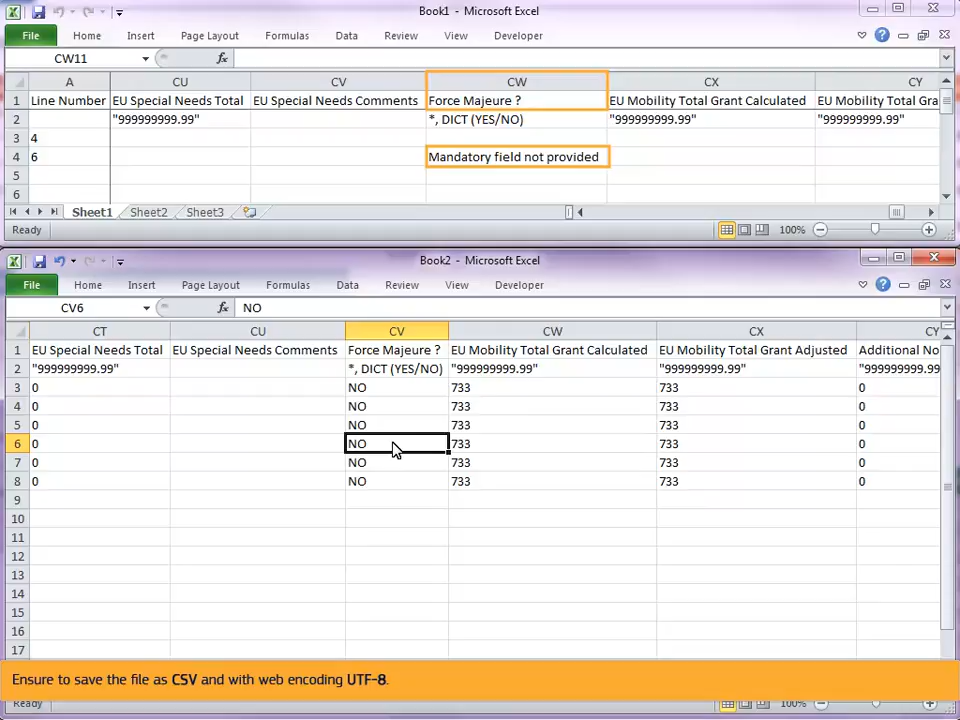 Book1 - Microsoft Excel
File Home Insert Page Layout Formulas Data Review View Developer
CW11 fx
A CU CV CW CX CY
1 Line Number EU Special Needs Total EU Special Needs Comments Force Majeure ? EU Mobility Total Grant Calculated EU Mobility Total Gra
2 "999999999.99" *, DICT (YES/NO) "999999999.99" "999999999.99"
3 4
4 6 Mandatory field not provided
5
6
Sheet1 Sheet2 Sheet3
Ready 100%
Book2 - Microsoft Excel
File Home Insert Page Layout Formulas Data Review View Developer
CV6 fx NO
CT CU CV CW CX CY
1 EU Special Needs Total EU Special Needs Comments Force Majeure ? EU Mobility Total Grant Calculated EU Mobility Total Grant Adjusted Additional No
2 "999999999.99" *, DICT (YES/NO) "999999999.99" "999999999.99" "999999999.99
3 0 NO 733 733 0
4 0 NO 733 733 0
5 0 NO 733 733 0
6 0 NO 733 733 0
7 0 NO 733 733 0
8 0 NO 733 733 0
9
10
11
12
13
14
15
16
17
Ensure to save the file as CSV and with web encoding UTF-8.
Ready 100%